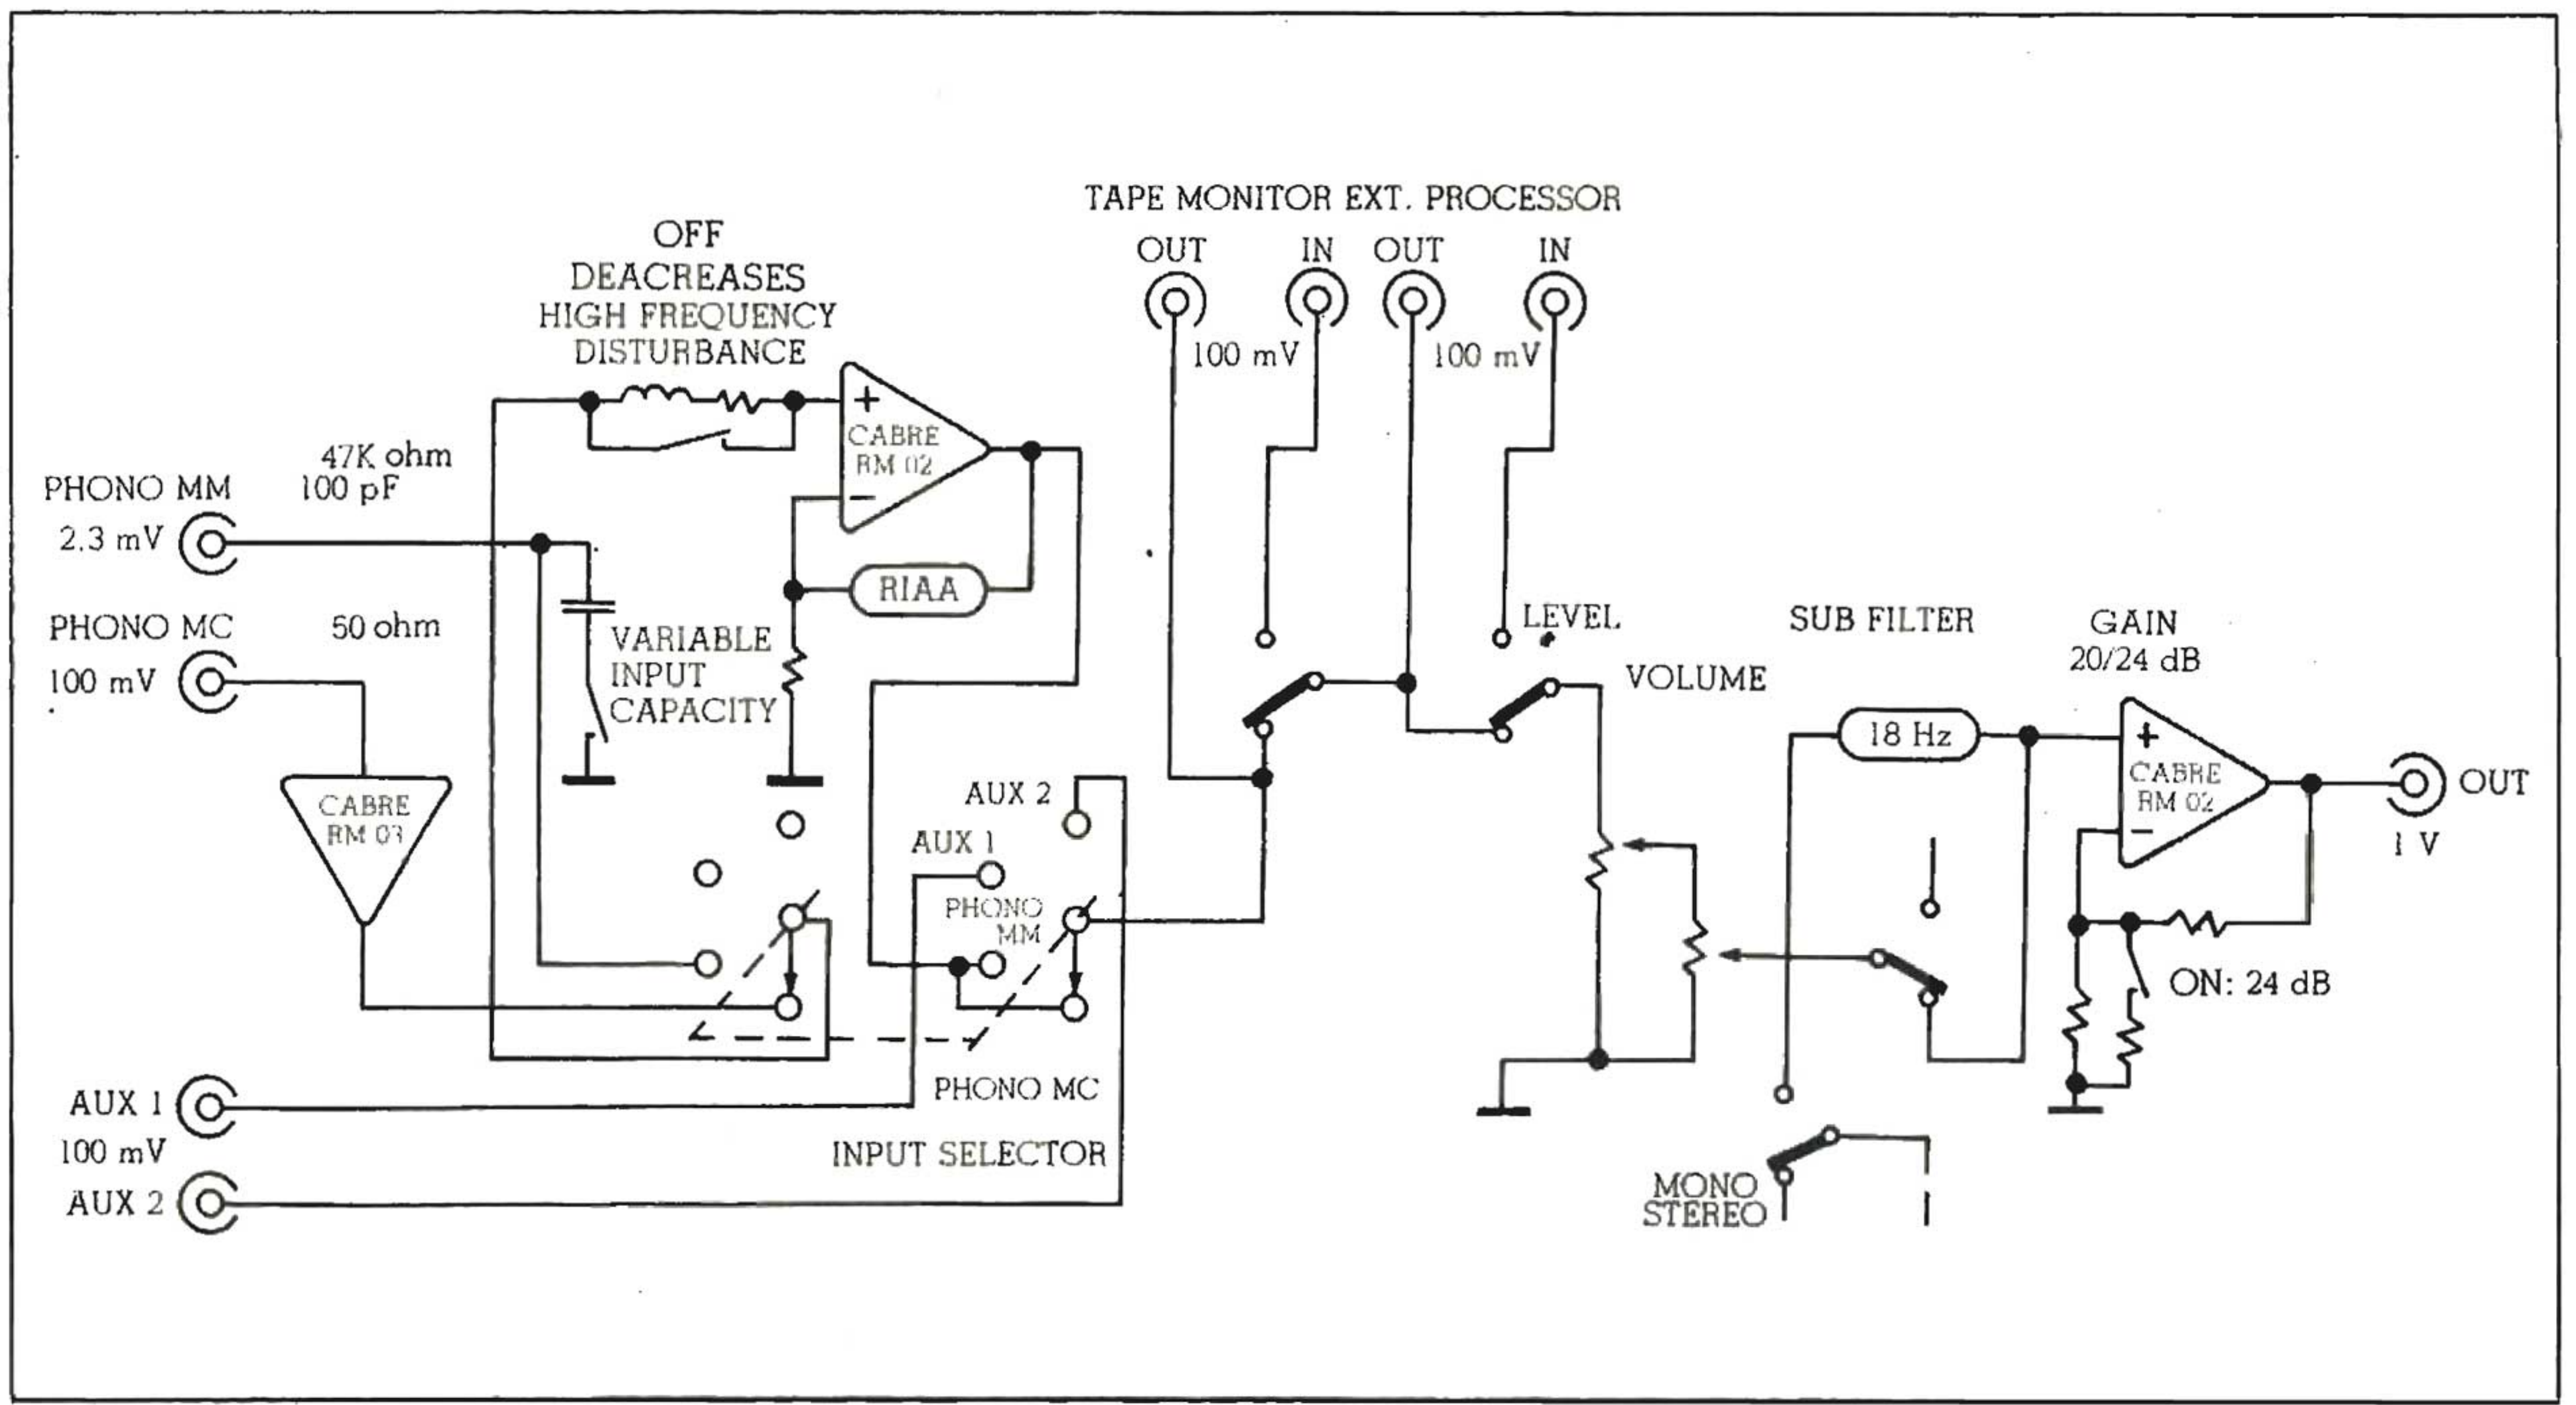 TAPE MONITOR EXT. PROCESSOR
OUT
IN
OUT
IN
100 mV
100 mV
OFF
DEACREASES
HIGH FREQUENCY
DISTURBANCE
+
CABRE
RM 02
−
RIAA
47K ohm
100 pF
PHONO MM
2.3 mV
PHONO MC
50 ohm
100 mV
VARIABLE
INPUT
CAPACITY
CABRE
RM 03
AUX 2
AUX 1
PHONO
MM
PHONO MC
INPUT SELECTOR
AUX 1
100 mV
AUX 2
LEVEL
VOLUME
SUB FILTER
18 Hz
GAIN
20/24 dB
+
CABRE
RM 02
−
OUT
1 V
ON: 24 dB
MONO
STEREO